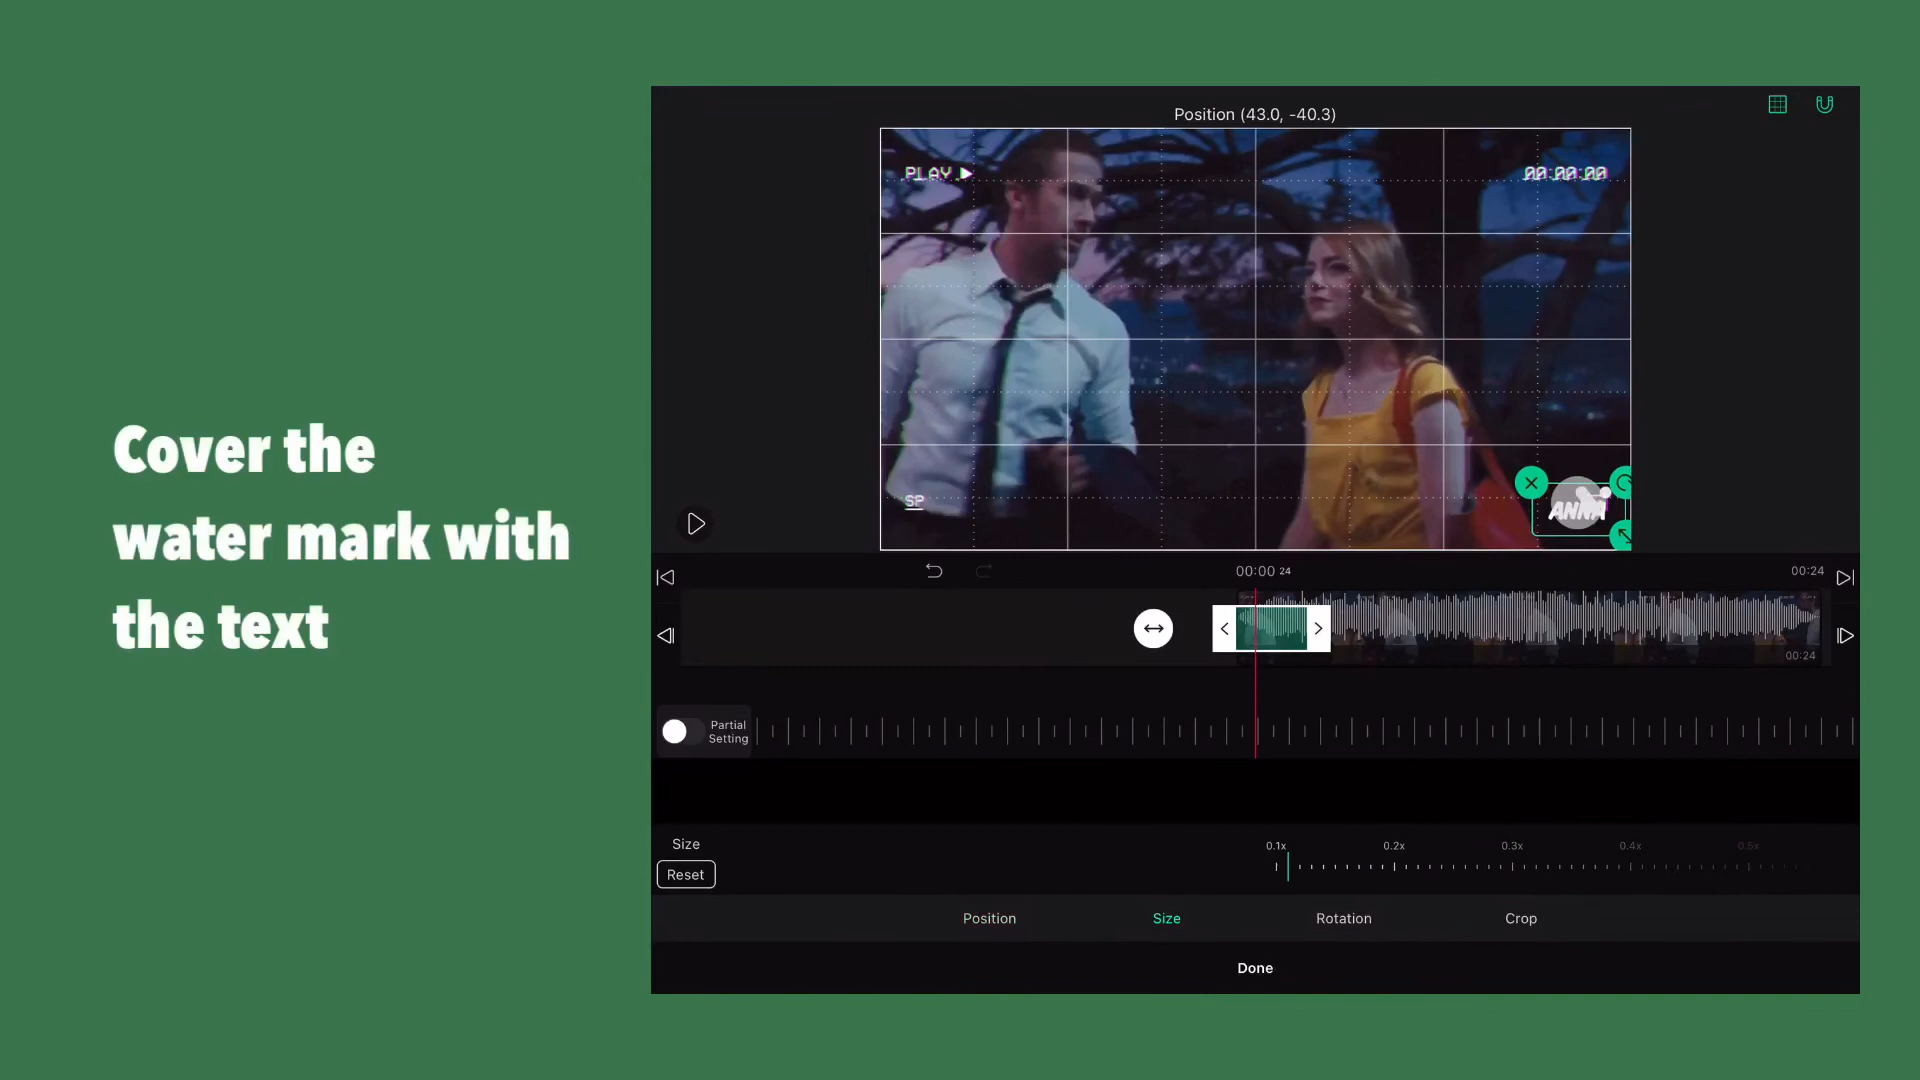 Cover the
water mark with
the text
Position (43.0, -40.3)
PLAY
00:00:00
SP
ANNA
00:00 24
00:24
00:24
Partial
Setting
Size
Reset
0.1x
0.2x
0.3x
0.4x
0.5x
Position
Size
Rotation
Crop
Done